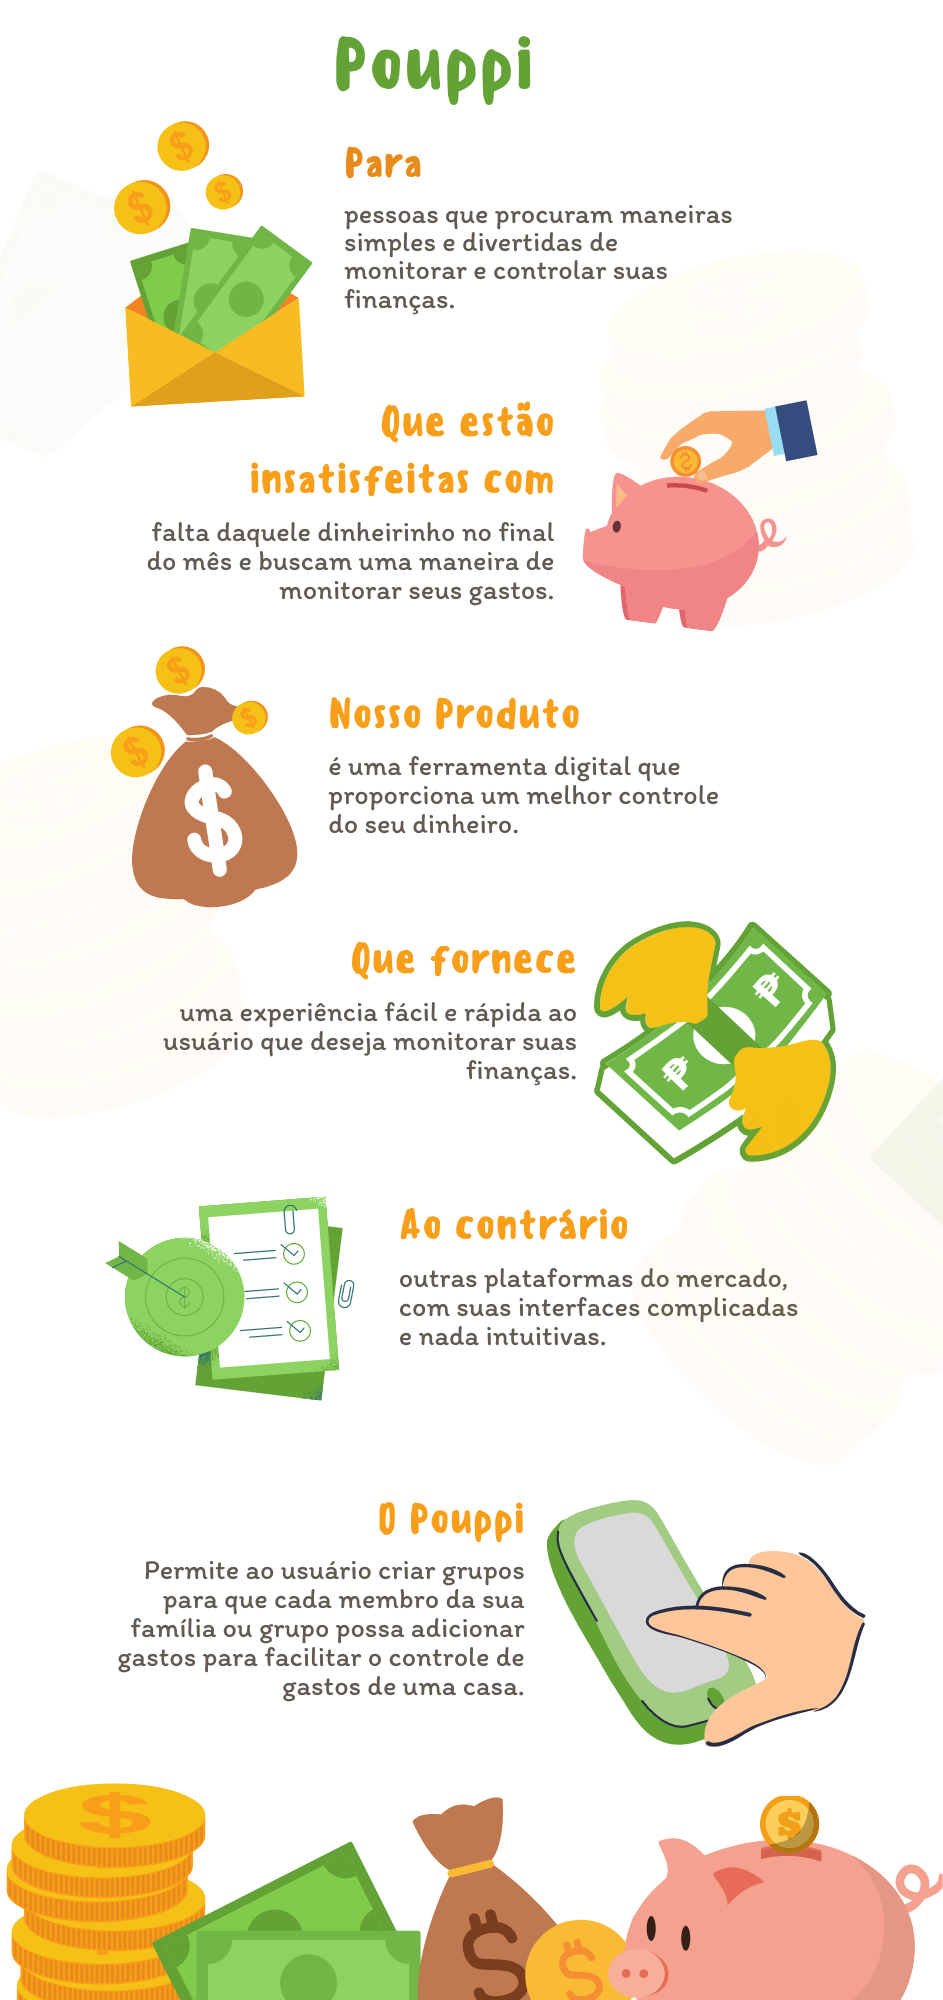 Pouppi
Para
pessoas que procuram maneiras
simples e divertidas de
monitorar e controlar suas
finanças.
Que estão
insatisfeitas com
falta daquele dinheirinho no final
do mês e buscam uma maneira de
monitorar seus gastos.
Nosso Produto
é uma ferramenta digital que
proporciona um melhor controle
do seu dinheiro.
Que fornece
uma experiência fácil e rápida ao
usuário que deseja monitorar suas
finanças.
Ao contrário
outras plataformas do mercado,
com suas interfaces complicadas
e nada intuitivas.
O Pouppi
Permite ao usuário criar grupos
para que cada membro da sua
família ou grupo possa adicionar
gastos para facilitar o controle de
gastos de uma casa.